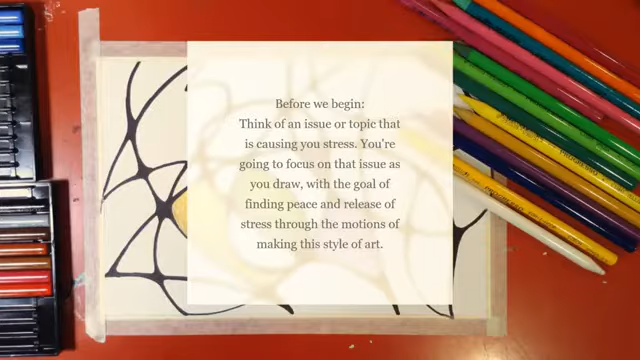 Before we begin:
Think of an issue or topic that
is causing you stress. You're
going to focus on that issue as
you draw, with the goal of
finding peace and release of
stress through the motions of
making this style of art.